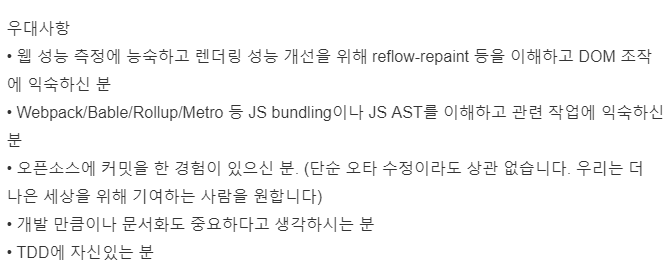 우대사항
• 웹 성능 측정에 능숙하고 렌더링 성능 개선을 위해 reflow-repaint 등을 이해하고 DOM 조작
에 익숙하신 분
• Webpack/Bable/Rollup/Metro 등 JS bundling이나 JS AST를 이해하고 관련 작업에 익숙하신
분
• 오픈소스에 커밋을 한 경험이 있으신 분. (단순 오타 수정이라도 상관 없습니다. 우리는 더
나은 세상을 위해 기여하는 사람을 원합니다)
• 개발 만큼이나 문서화도 중요하다고 생각하시는 분
• TDD에 자신있는 분